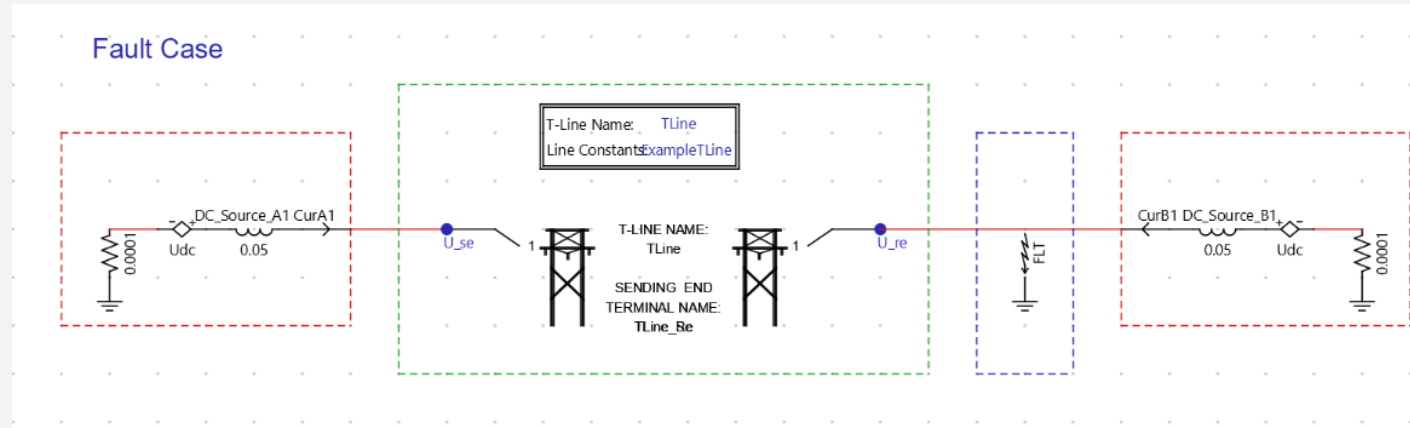 Fault Case
T-Line Name: TLine
Line Constants: ExampleTLine
DC_Source_A1 CurA1
0.0001
Udc
0.05
U_se
1
T-LINE NAME:
TLine
SENDING END
TERMINAL NAME:
1
U_re
FLT
CurB1 DC_Source_B1
0.05
Udc
0.0001